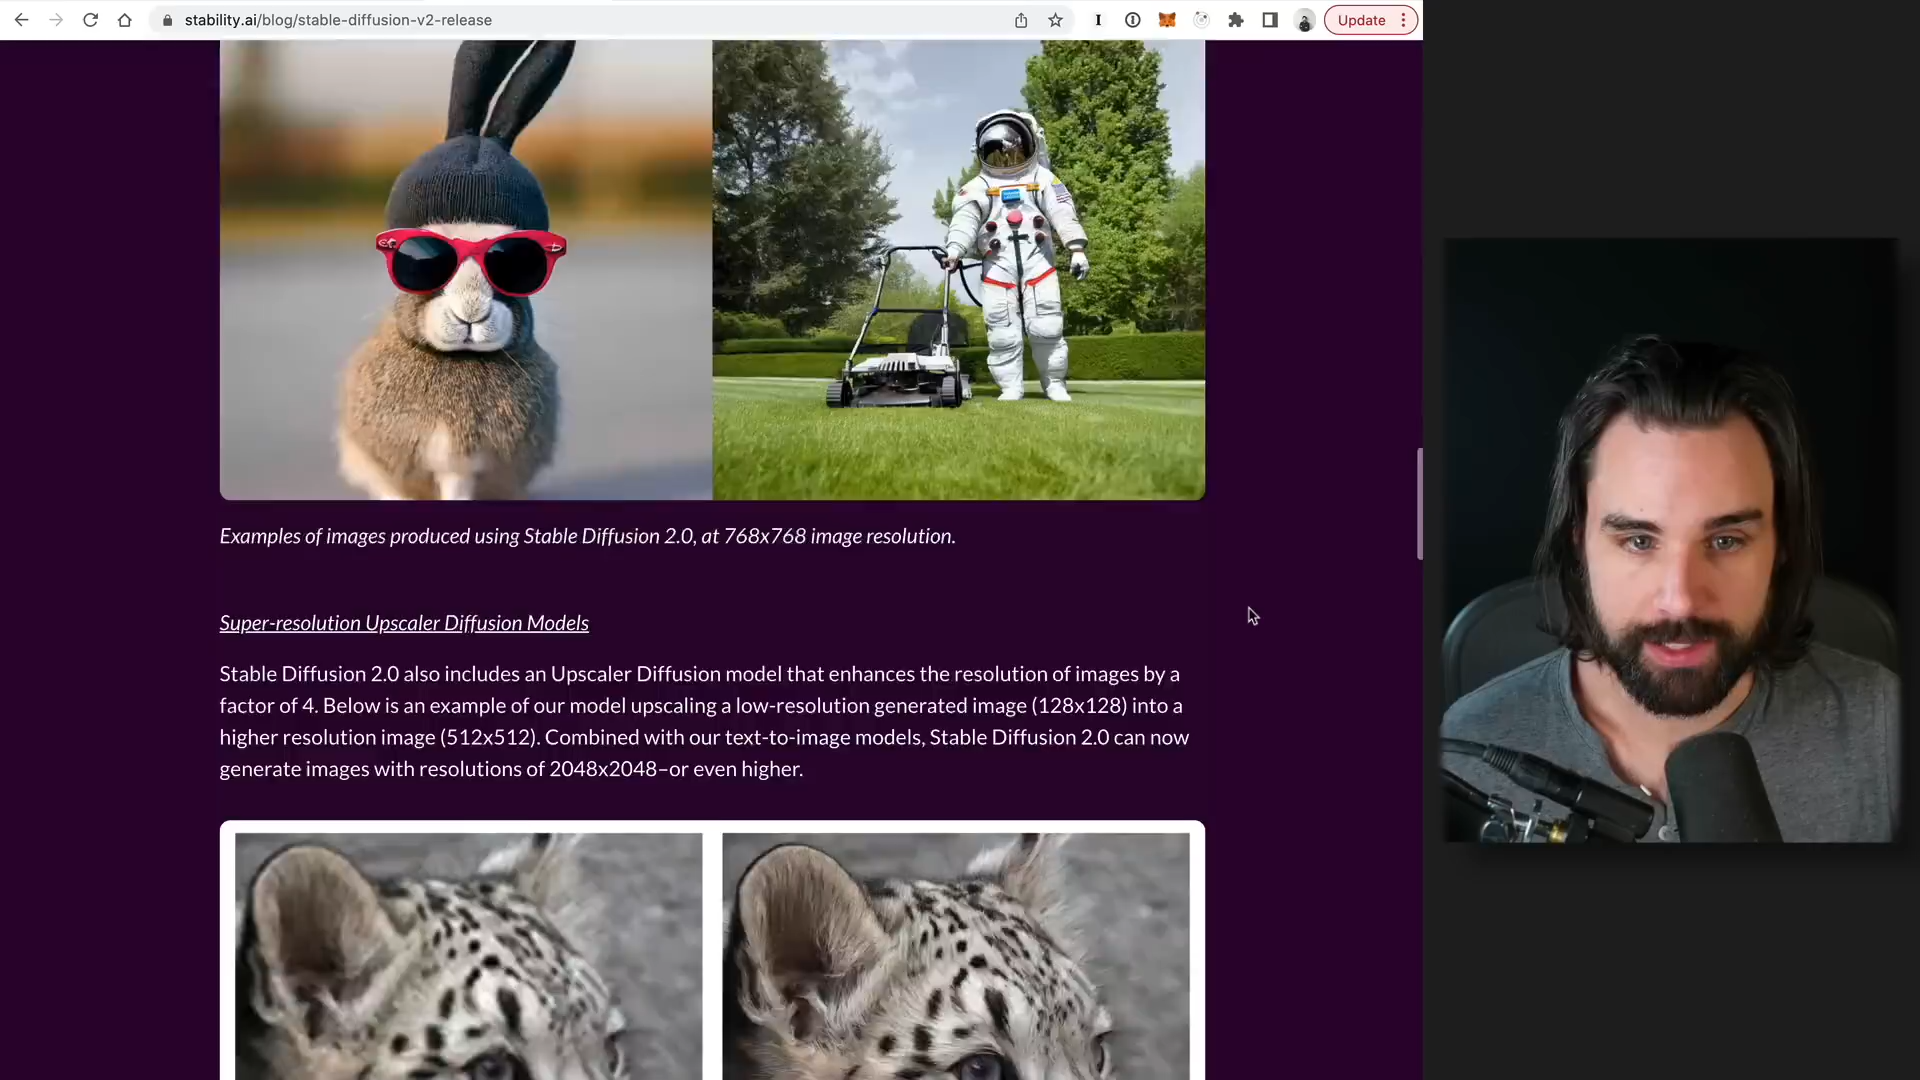 stability.ai/blog/stable-diffusion-v2-release
Update
Examples of images produced using Stable Diffusion 2.0, at 768x768 image resolution.
Super-resolution Upscaler Diffusion Models
Stable Diffusion 2.0 also includes an Upscaler Diffusion model that enhances the resolution of images by a
factor of 4. Below is an example of our model upscaling a low-resolution generated image (128x128) into a
higher resolution image (512x512). Combined with our text-to-image models, Stable Diffusion 2.0 can now
generate images with resolutions of 2048x2048–or even higher.